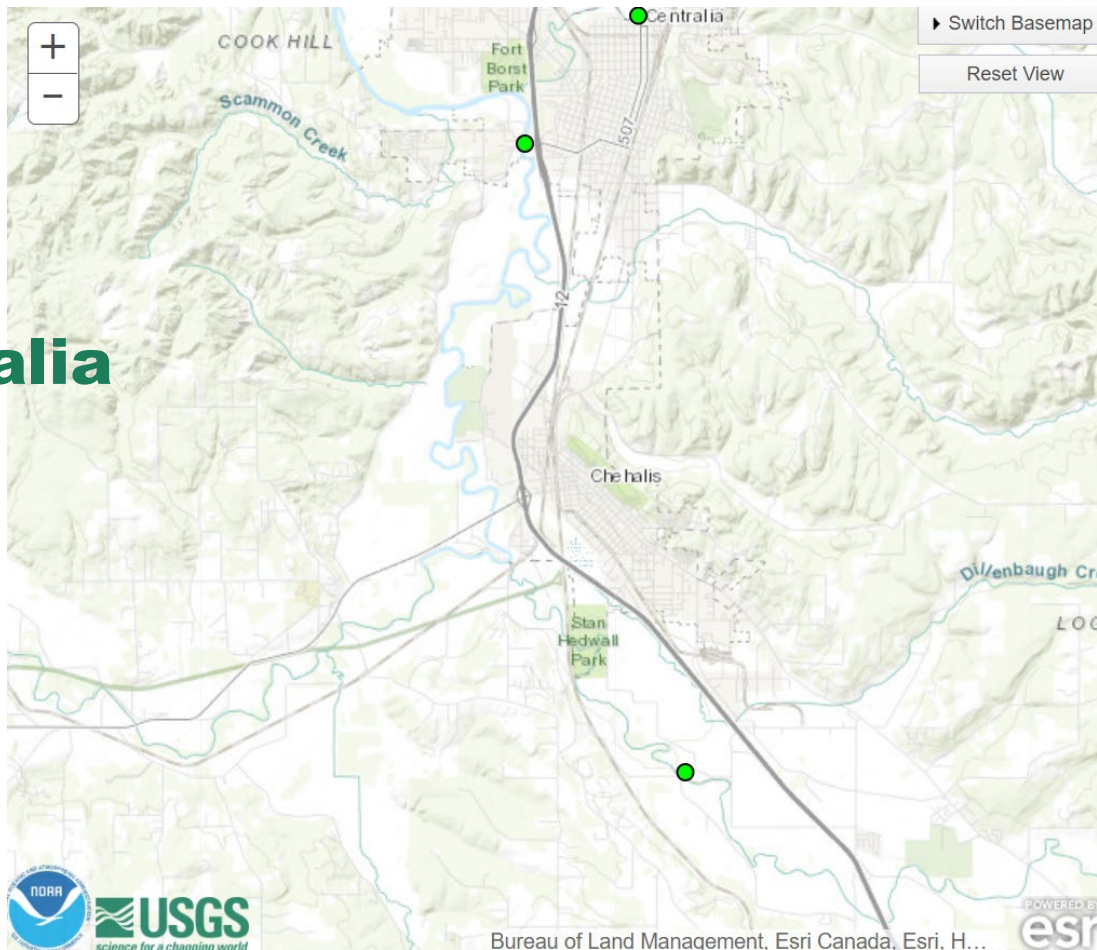 Centralia
Switch Basemap
Reset View
+
−
COOK HILL
Fort
Borst
Park
Scammon Creek
507
12
alia
Chehalis
Dillenbaugh Cr
LOG
Stan
Hedwall
Park
NOAA
USGS
science for a changing world
POWERED BY
esri
Bureau of Land Management, Esri Canada, Esri, H...